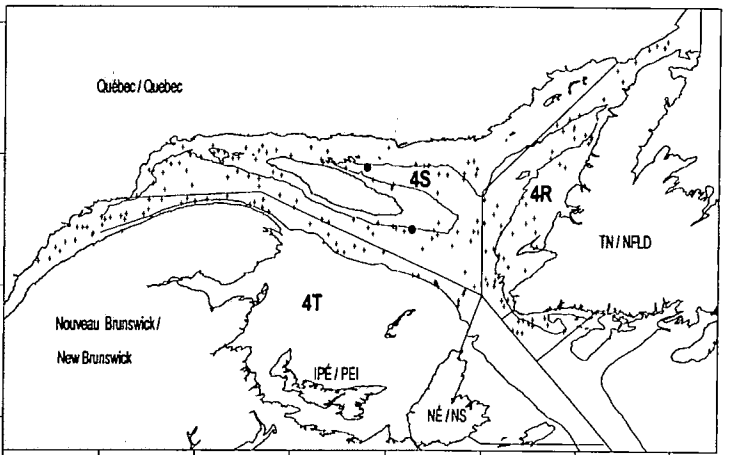 Québec / Quebec
4S
4R
TN / NFLD
4T
Nouveau Brunswick /
New Brunswick
IPÉ / PEI
NÉ / NS